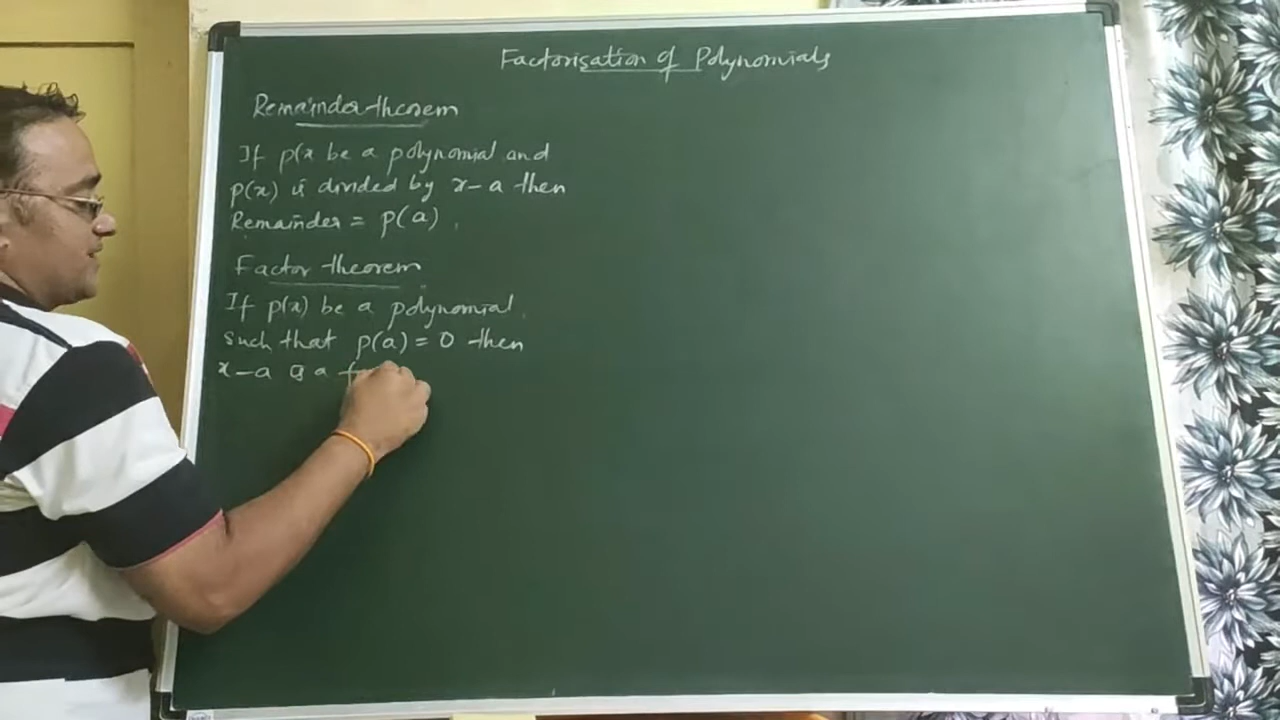 Factorisation of Polynomials
Remainder theorem
If p(x be a polynomial and
p(x) is divided by x-a then
Remainder = p(a).
Factor theorem
If p(x) be a polynomial
such that p(a) = 0 then
x-a is a